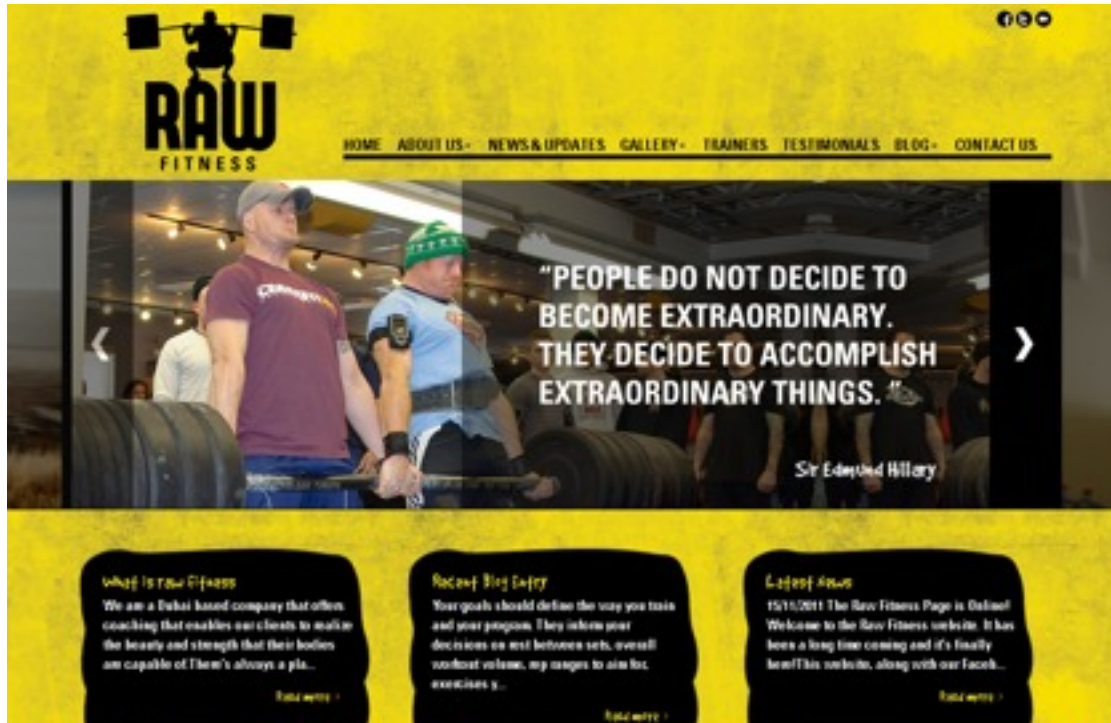 RAW
FITNESS
HOME ABOUT US NEWS & UPDATES GALLERY TRAINERS TESTIMONIALS BLOG CONTACT US
“PEOPLE DO NOT DECIDE TO
BECOME EXTRAORDINARY.
THEY DECIDE TO ACCOMPLISH
EXTRAORDINARY THINGS. ”
Sir Edmund Hillary
What is raw Fitness
We are a Dubai based company that offers
coaching that enables our clients to realize
the beauty and strength that their bodies
are capable of Them's always a pla...
Read more ›
Recent Blog Entry
Your goals should define the way you train
and your program. They inform your
decisions on rest between sets, overall
workout volume, rep ranges to aim for,
exercises y...
Read more ›
Latest News
15/11/2011 The Raw Fitness Page is Online!
Welcome to the Raw Fitness website. It has
been a long time coming and it's finally
here!This website, along with our Faceb...
Read more ›